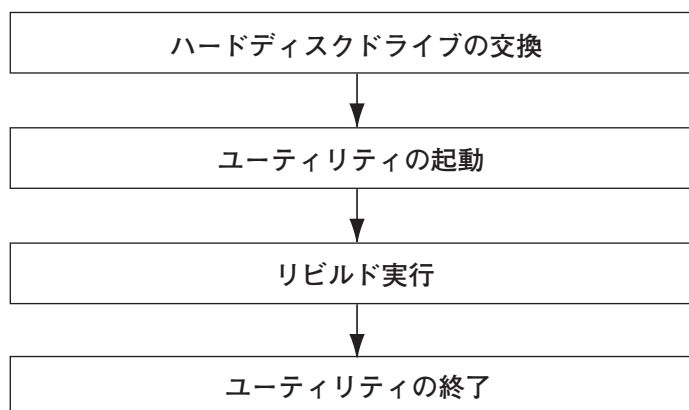 ハードディスクドライブの交換
ユーティリティの起動
リビルド実行
ユーティリティの終了